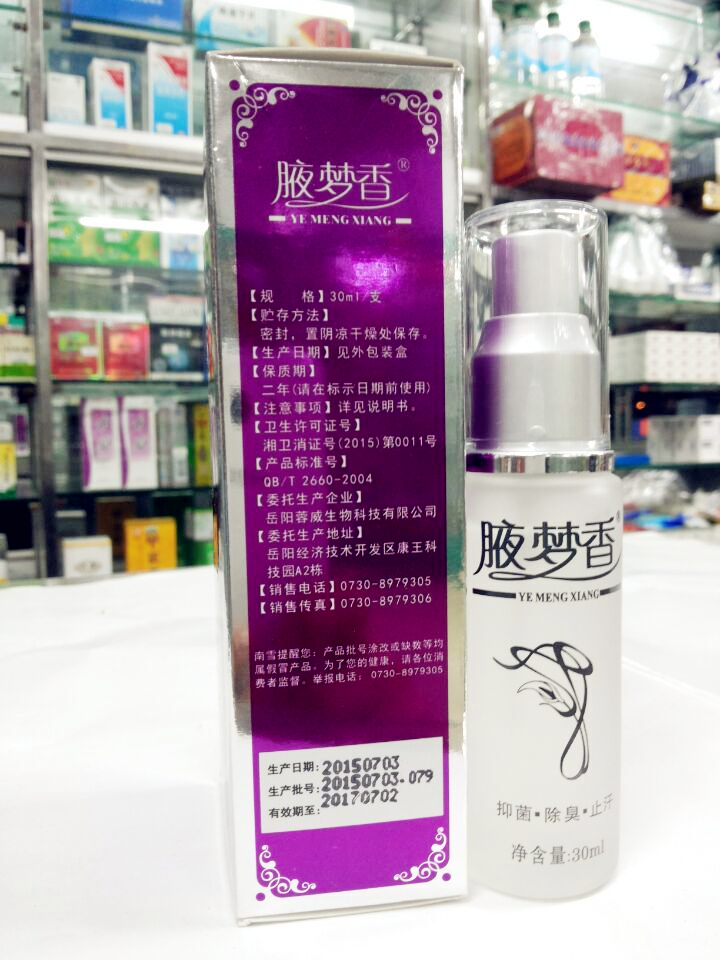 腋梦香®
YE MENG XIANG
【规　　格】30ml/支
【贮存方法】
密封，置阴凉干燥处保存。
【生产日期】见外包装盒
【保质期】
二年(请在标示日期前使用)
【注意事项】详见说明书。
【卫生许可证号】
湘卫消证号(2015)第0011号
【产品标准号】
QB/T 2660-2004
【委托生产企业】
岳阳蓉威生物科技有限公司
【委托生产地址】
岳阳经济技术开发区康王科
技园A2栋
【销售电话】0730-8979305
【销售传真】0730-8979306
南雪提醒您：产品批号涂改或缺数等均
属假冒产品。为了您的健康，请各位消
费者监督。举报电话：0730-8979305
生产日期：20150703
生产批号：20150703-079
有效期至：20170702
腋梦香®
YE MENG XIANG
抑菌·除臭·止汗
净含量:30ml